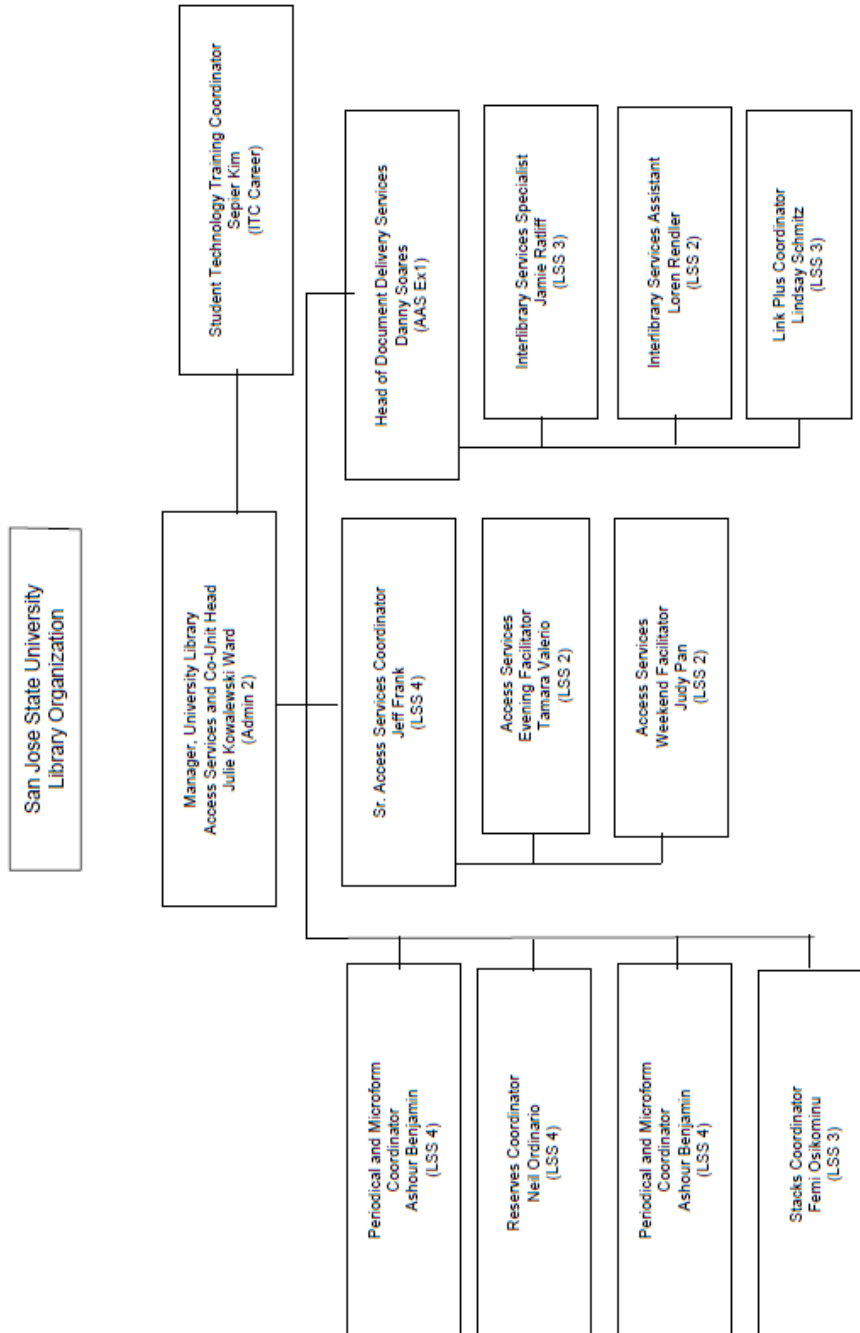 San Jose State University
Library Organization
Manager, University Library
Access Services and Co-Unit Head
Julie Kowalewski Ward
(Admin 2)
Student Technology Training Coordinator
Sepier Kim
(ITC Career)
Periodical and Microform
Coordinator
Ashour Benjamin
(LSS 4)
Reserves Coordinator
Neil Ordinario
(LSS 4)
Periodical and Microform
Coordinator
Ashour Benjamin
(LSS 4)
Stacks Coordinator
Femi Osikominu
(LSS 3)
Sr. Access Services Coordinator
Jeff Frank
(LSS 4)
Access Services
Evening Facilitator
Tamara Valerio
(LSS 2)
Access Services
Weekend Facilitator
Judy Pan
(LSS 2)
Head of Document Delivery Services
Danny Soares
(AAS Ex1)
Interlibrary Services Specialist
Jamie Ratliff
(LSS 3)
Interlibrary Services Assistant
Loren Rendler
(LSS 2)
Link Plus Coordinator
Lindsay Schmitz
(LSS 3)